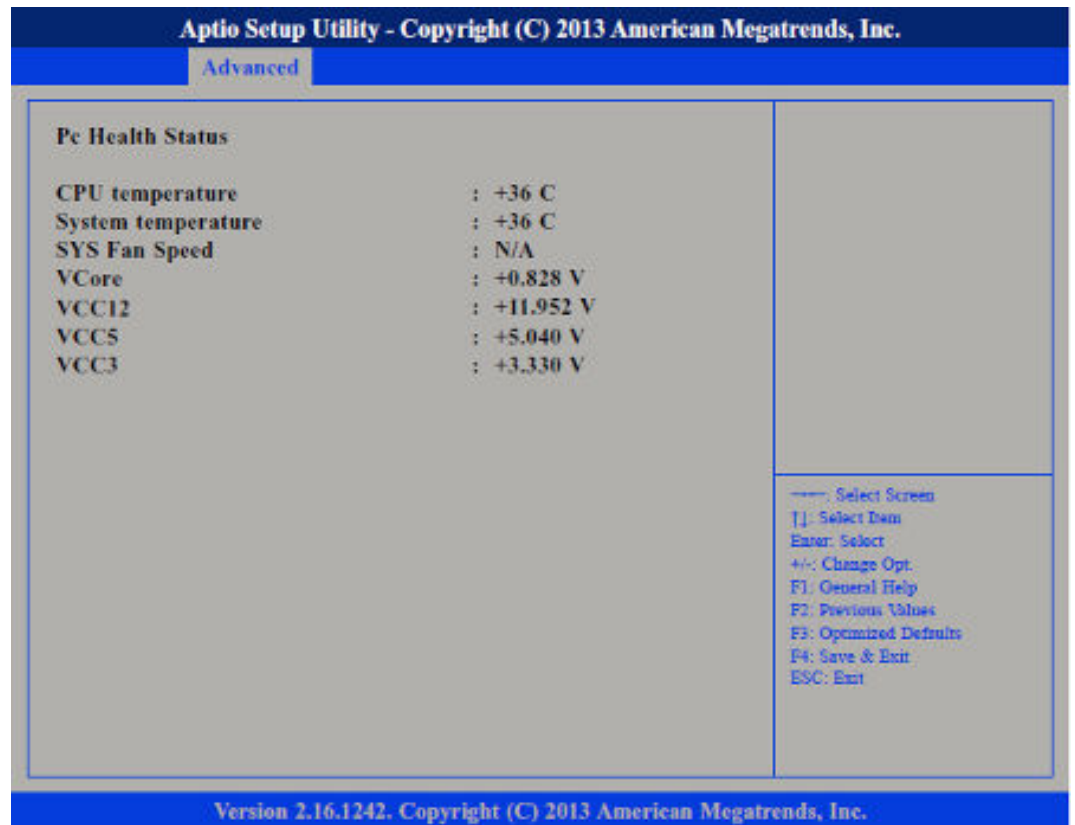 Aptio Setup Utility - Copyright (C) 2013 American Megatrends, Inc.
Advanced
Pc Health Status
CPU temperature : +36 C
System temperature : +36 C
SYS Fan Speed : N/A
VCore : +0.828 V
VCC12 : +11.952 V
VCC5 : +5.040 V
VCC3 : +3.330 V
→←: Select Screen
↑↓: Select Item
Enter: Select
+/-: Change Opt.
F1: General Help
F2: Previous Values
F3: Optimized Defaults
F4: Save & Exit
ESC: Exit
Version 2.16.1242. Copyright (C) 2013 American Megatrends, Inc.